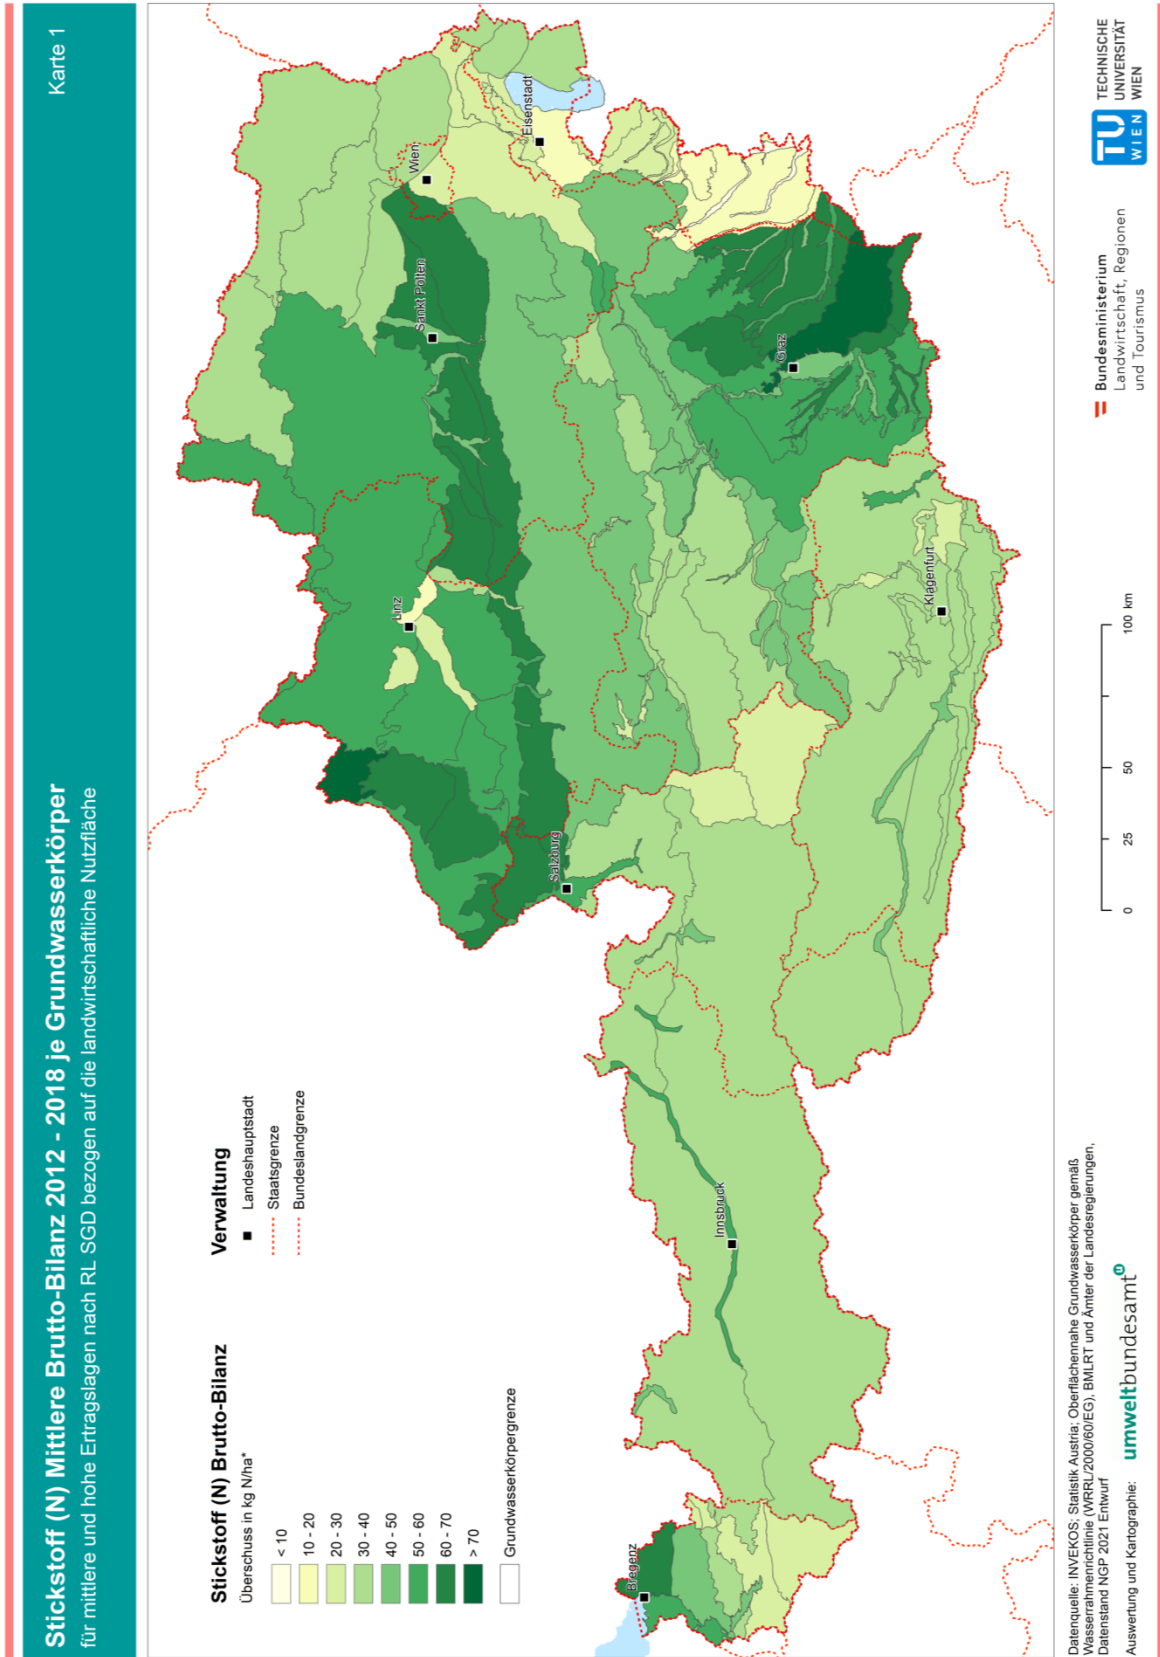 Stickstoff (N) Mittlere Brutto-Bilanz 2012 - 2018 je Grundwasserkörper
Karte 1
für mittlere und hohe Ertragslagen nach RL SGD bezogen auf die landwirtschaftliche Nutzfläche
Stickstoff (N) Brutto-Bilanz
Überschuss in kg N/ha*
< 10
10 - 20
20 - 30
30 - 40
40 - 50
50 - 60
60 - 70
> 70
Grundwasserkörpergrenze
Verwaltung
Landeshauptstadt
Staatsgrenze
Bundeslandgrenze
Bregenz
Innsbruck
Salzburg
Linz
Sankt Pölten
Wien
Eisenstadt
Graz
Klagenfurt
0 25 50 100 km
Datenquelle: INVEKOS; Statistik Austria; Oberflächennahe Grundwasserkörper gemäß
Wasserrahmenrichtlinie (WRRL/2000/60/EG), BMLRT und Ämter der Landesregierungen,
Datenstand NGP 2021 Entwurf
Auswertung und Kartographie:
umweltbundesamt
Bundesministerium
Landwirtschaft, Regionen
und Tourismus
TU
WIEN
TECHNISCHE
UNIVERSITÄT
WIEN